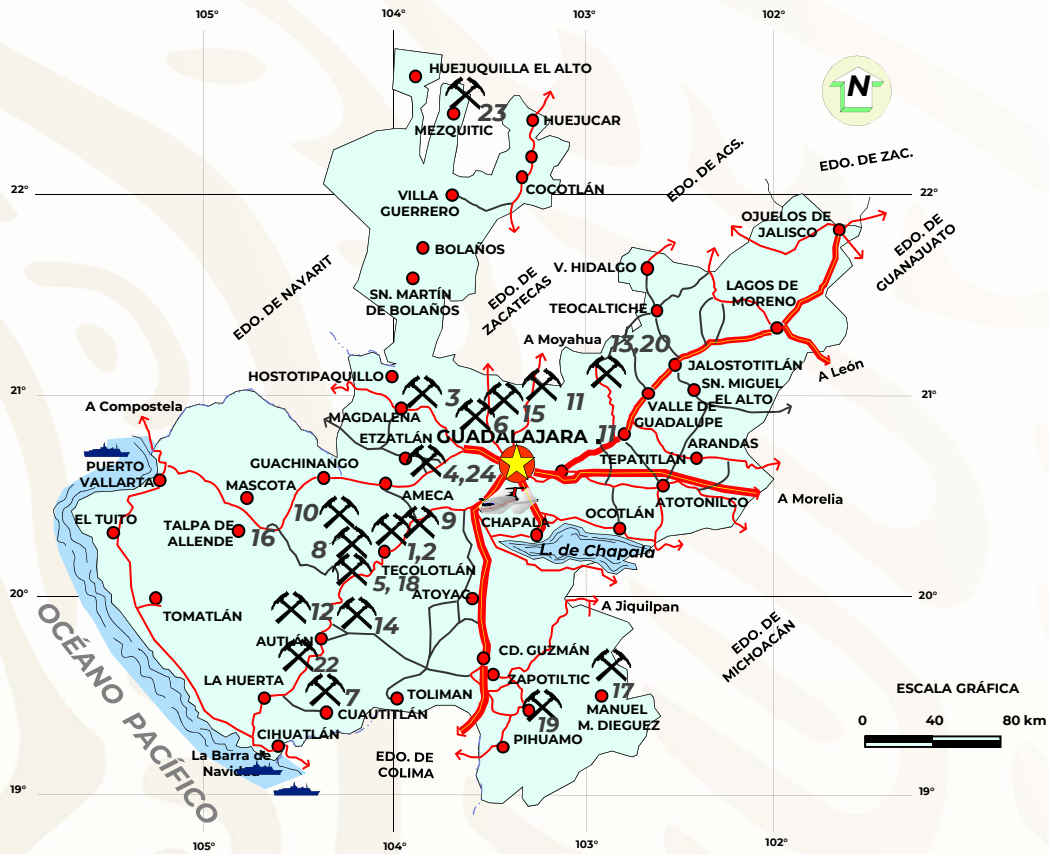 105°
104°
103°
102°
HUEJUQUILLA EL ALTO
N
23
MEZQUITIC
HUEJUCAR
EDO. DE AGS.
EDO. DE ZAC.
22°
22°
COCOTLÁN
VILLA
GUERRERO
OJUELOS DE
JALISCO
EDO. DE
GUANAJUATO
BOLAÑOS
V. HIDALGO
EDO. DE NAYARIT
EDO. DE
ZACATECAS
LAGOS DE
MORENO
SN. MARTÍN
DE BOLAÑOS
TEOCALTICHE
A Moyahua
13,20
HOSTOTIPAQUILLO
JALOSTOTITLÁN
A León
21°
21°
SN. MIGUEL
EL ALTO
3
6
15
11
A Compostela
MAGDALENA
VALLE DE
GUADALUPE
ETZATLÁN
GUADALAJARA
11
ARANDAS
TEPATITLÁN
PUERTO
VALLARTA
GUACHINANGO
4,24
MASCOTA
AMECA
ATOTONILCO
A Morelia
EL TUITO
TALPA DE
ALLENDE
16
10
9
CHAPALA
OCOTLÁN
8
1,2
L. de Chapala
TECOLOTLÁN
5, 18
20°
20°
ATOYAC
TOMATLÁN
12
14
A Jiquilpan
AUTLÁN
EDO. DE
MICHOACÁN
OCÉANO PACÍFICO
22
CD. GUZMÁN
LA HUERTA
ZAPOTILTIC
17
ESCALA GRÁFICA
7
TOLIMAN
CUAUTITLÁN
19
MANUEL
M. DIEGUEZ
0 40 80 km
CIHUATLÁN
PIHUAMO
La Barra de
Navidad
EDO. DE
COLIMA
19°
19°
105°
104°
103°
102°